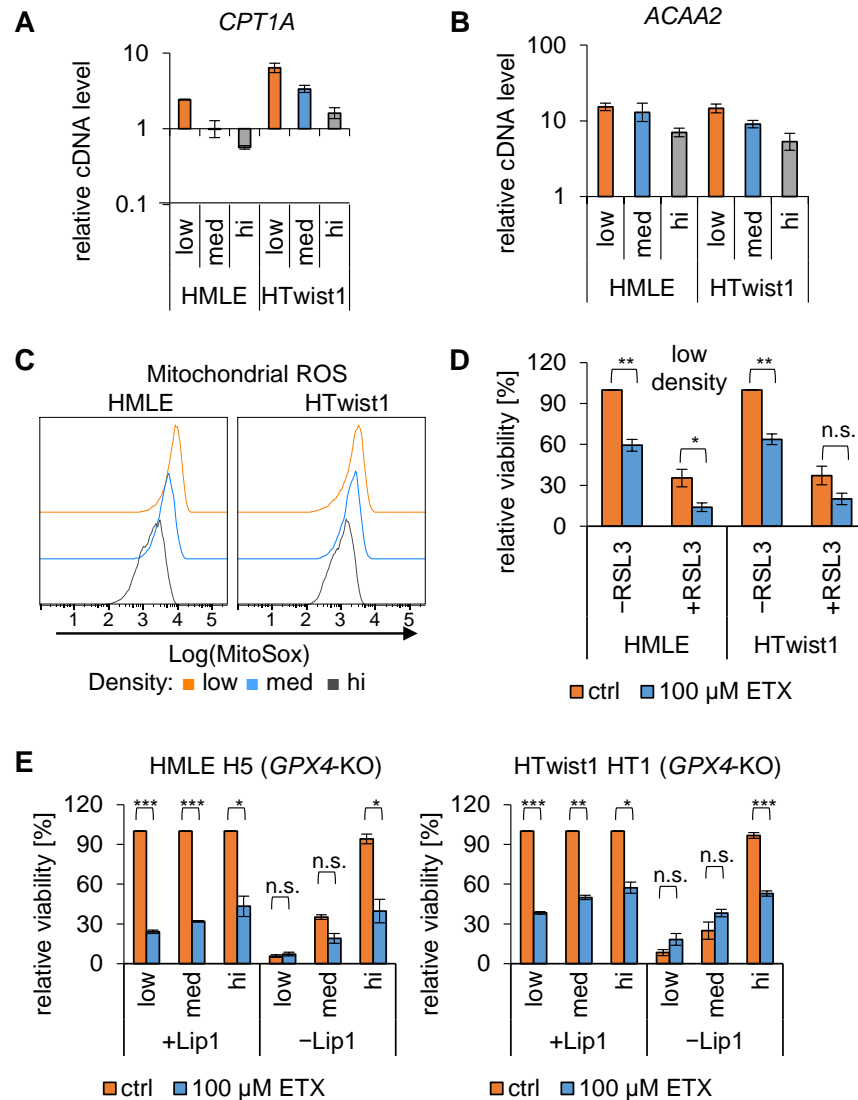 A
CPT1A
relative cDNA level
10
1
0.1
low
med
hi
low
med
hi
HMLE
HTwist1
B
ACAA2
relative cDNA level
100
10
1
low
med
hi
low
med
hi
HMLE
HTwist1
C
Mitochondrial ROS
HMLE
HTwist1
1 2 3 4 5
1 2 3 4 5
Log(MitoSox)
Density: low med hi
D
low
density
relative viability [%]
120
90
60
30
0
**
*
**
n.s.
−RSL3
+RSL3
−RSL3
+RSL3
HMLE
HTwist1
ctrl
100 µM ETX
E
HMLE H5 (GPX4-KO)
relative viability [%]
120
90
60
30
0
***
***
*
n.s.
n.s.
*
low
med
hi
low
med
hi
+Lip1
−Lip1
ctrl
100 µM ETX
HTwist1 HT1 (GPX4-KO)
relative viability [%]
120
90
60
30
0
***
**
*
n.s.
n.s.
***
low
med
hi
low
med
hi
+Lip1
−Lip1
ctrl
100 µM ETX